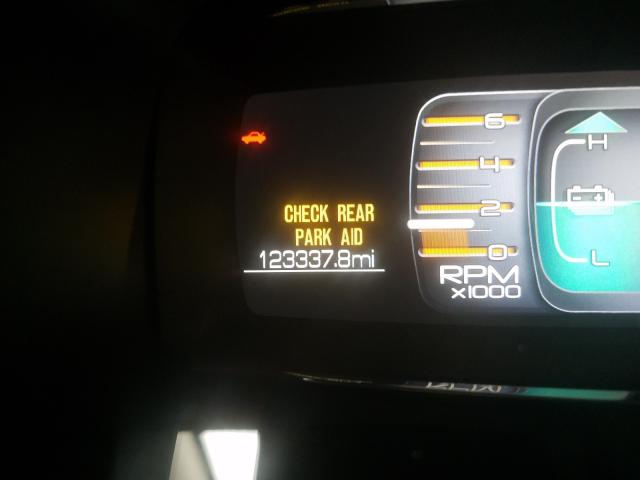 CHECK REAR
PARK AID
123337.8mi
6
4
2
0
RPM
x1000
H
L